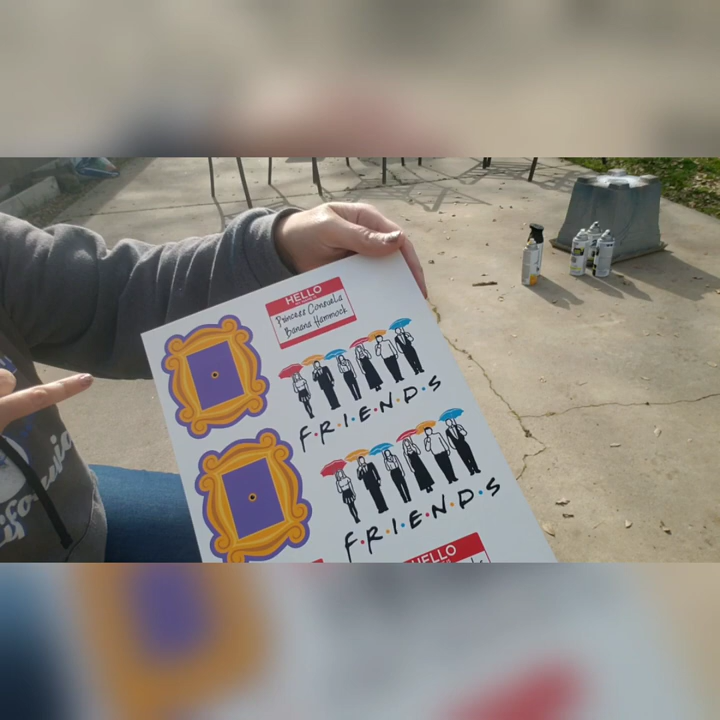 HELLO
Princess Consuela
Banana Hammock
F·R·I·E·N·D·S
F·R·I·E·N·D·S
HELLO